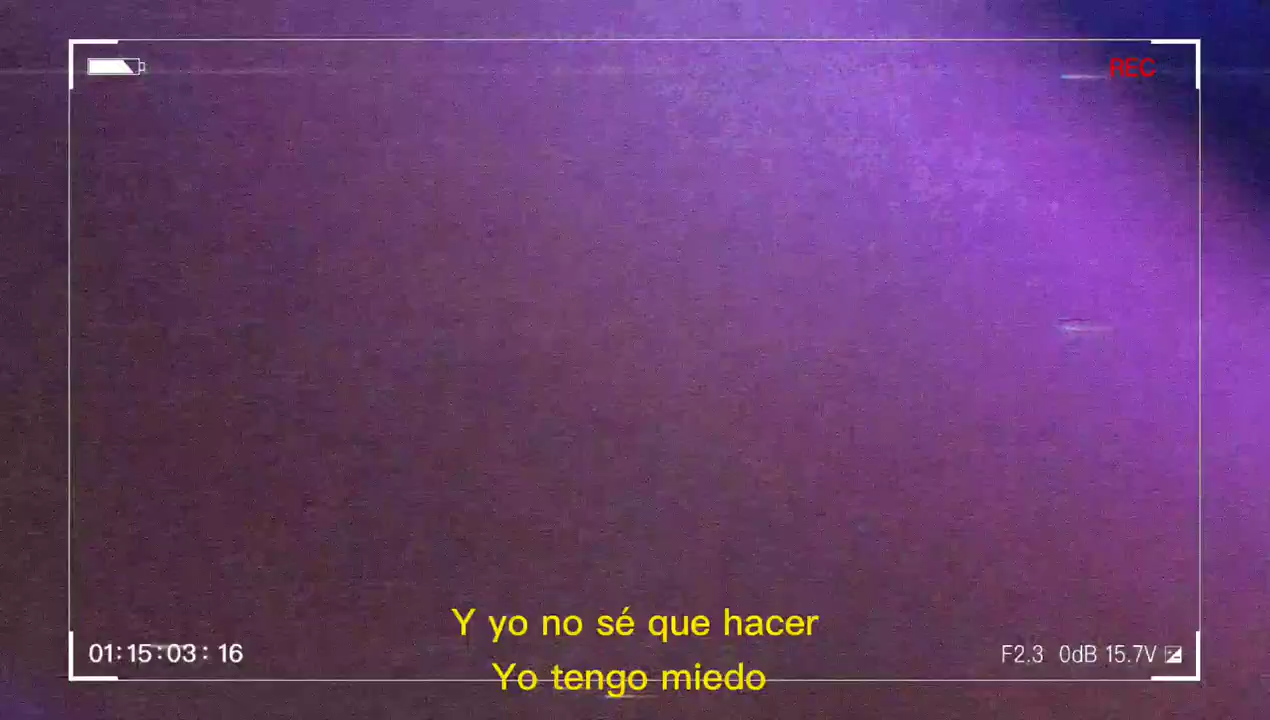 REC
Y yo no sé que hacer
01:15:03:16
F2.3 0dB 15.7V
Yo tengo miedo